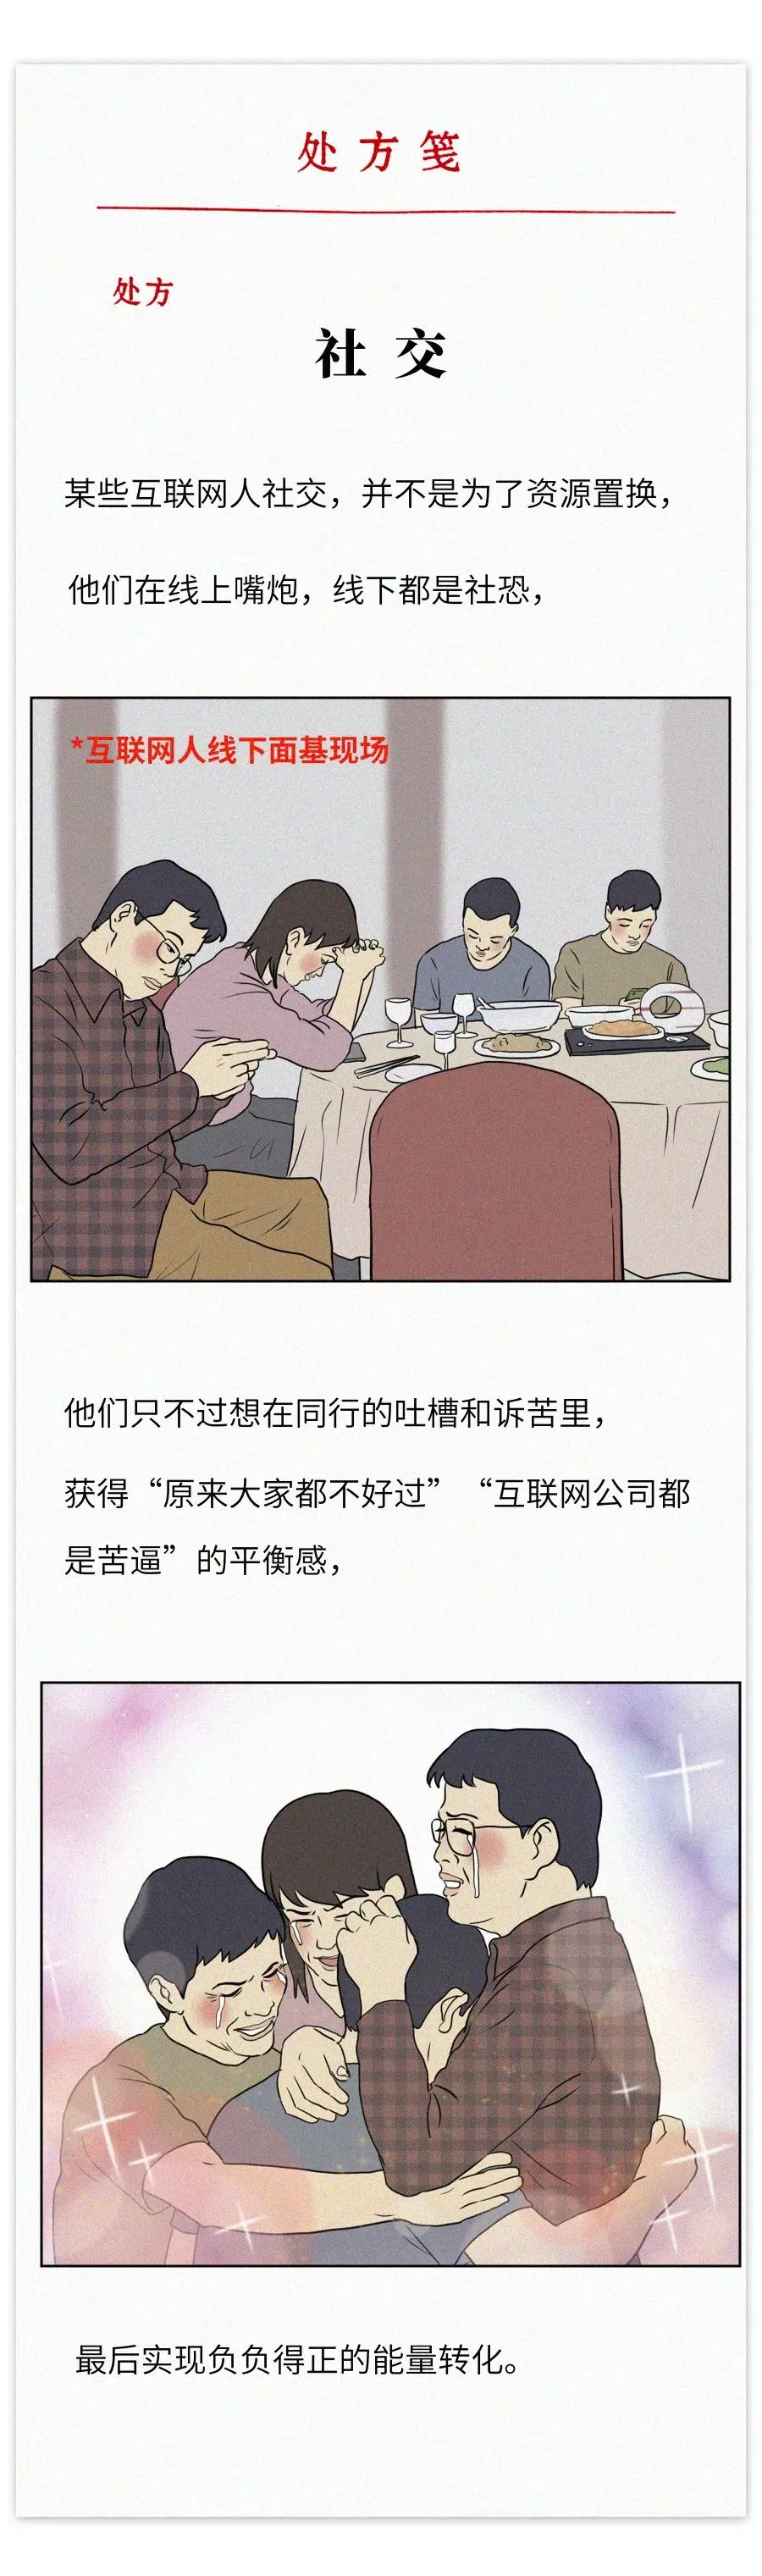 处方笺
处方
社交
某些互联网人社交，并不是为了资源置换，
他们在线上嘴炮，线下都是社恐，
*互联网人线下面基现场
他们只不过想在同行的吐槽和诉苦里，
获得“原来大家都不好过”“互联网公司都
是苦逼”的平衡感，
最后实现负负得正的能量转化。